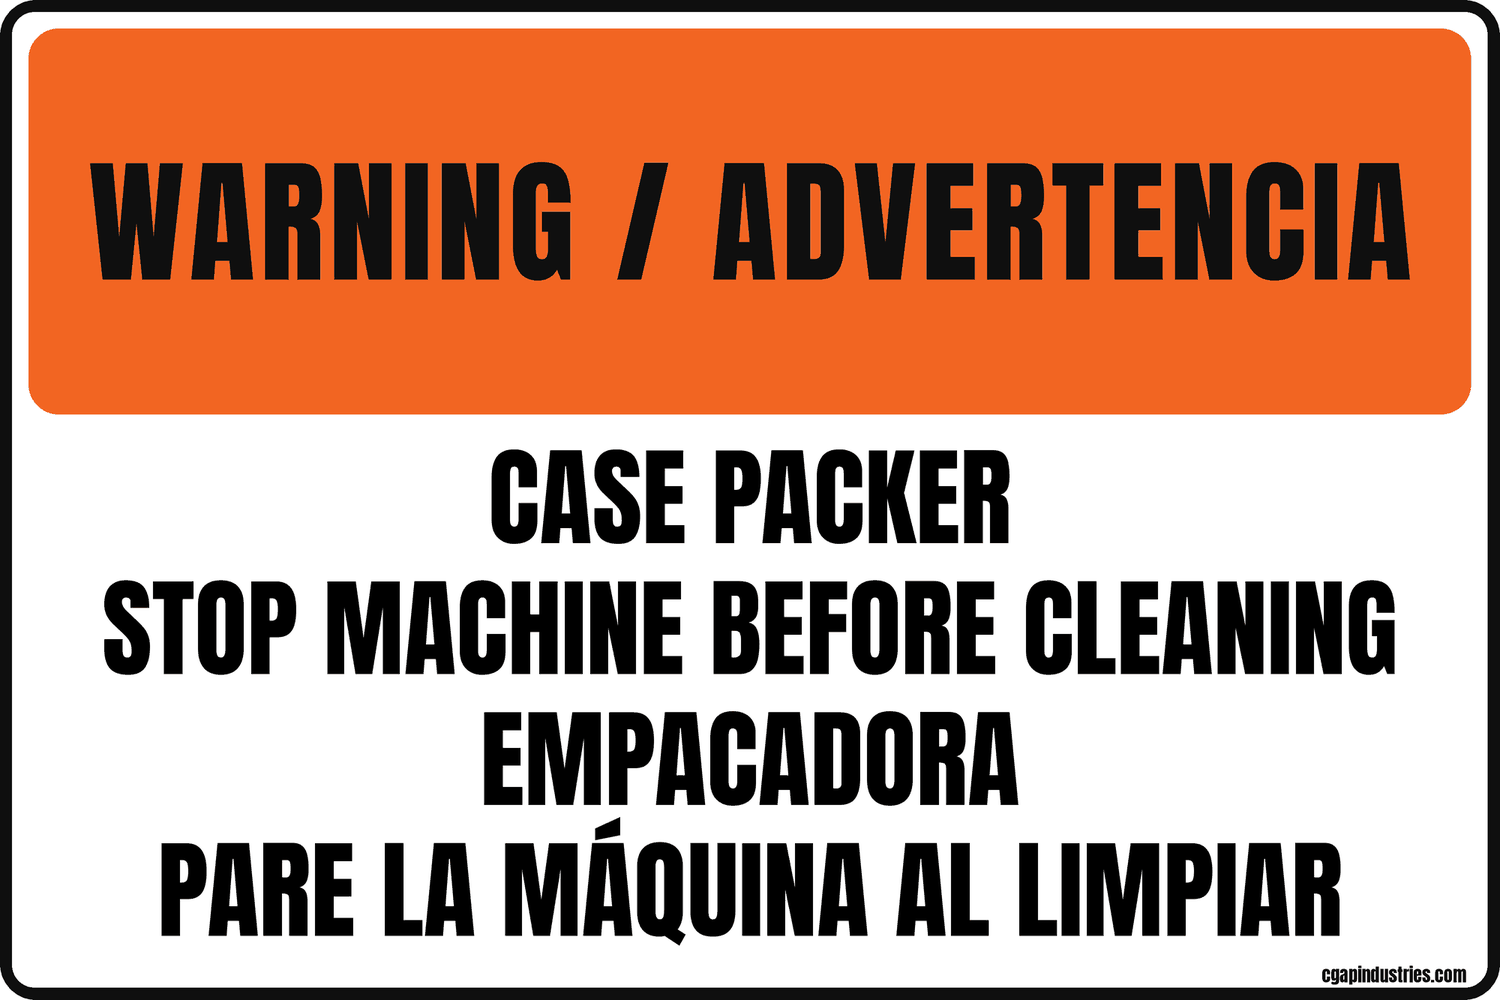 WARNING / ADVERTENCIA
CASE PACKER
STOP MACHINE BEFORE CLEANING
EMPACADORA
PARE LA MÁQUINA AL LIMPIAR
cgapindustries.com